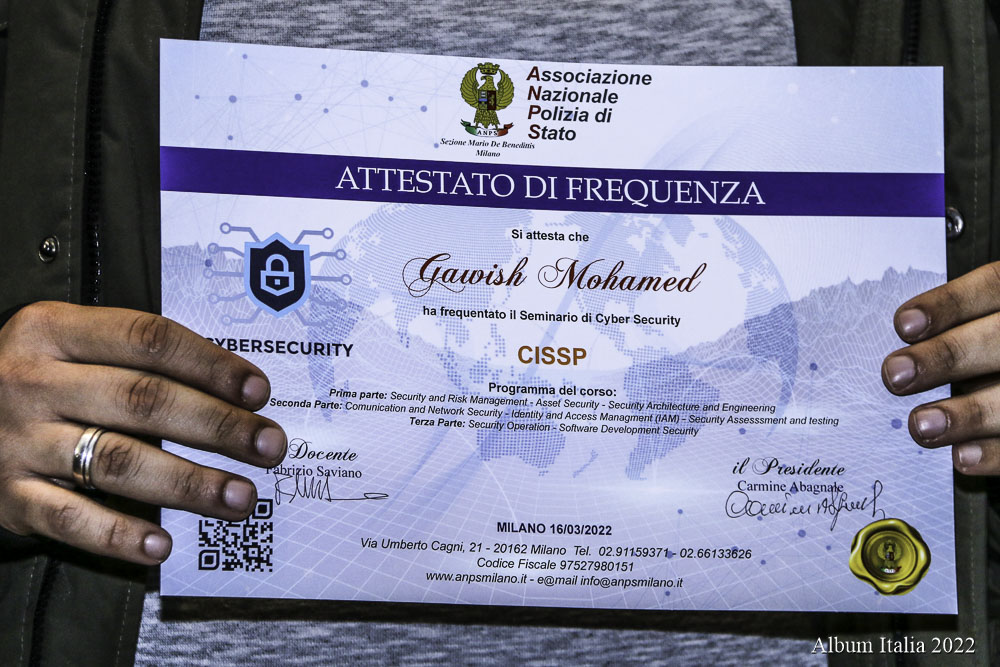 Associazione
Nazionale
Polizia di
Stato
ANPS
Sezione Mario De Benedittis
Milano
ATTESTATO DI FREQUENZA
Si attesta che
Gawish Mohamed
ha frequentato il Seminario di Cyber Security
CYBERSECURITY
CISSP
Programma del corso:
Prima parte: Security and Risk Management - Asset Security - Security Architecture and Engineering
Seconda Parte: Comunication and Network Security - Identity and Access Managment (IAM) - Security Assesssment and testing
Terza Parte: Security Operation - Software Development Security
Docente
Fabrizio Saviano
il Presidente
Carmine Abagnale
MILANO 16/03/2022
Via Umberto Cagni, 21 - 20162 Milano Tel. 02.91159371 - 02.66133626
Codice Fiscale 97527980151
www.anpsmilano.it - e@mail info@anpsmilano.it
Album Italia 2022